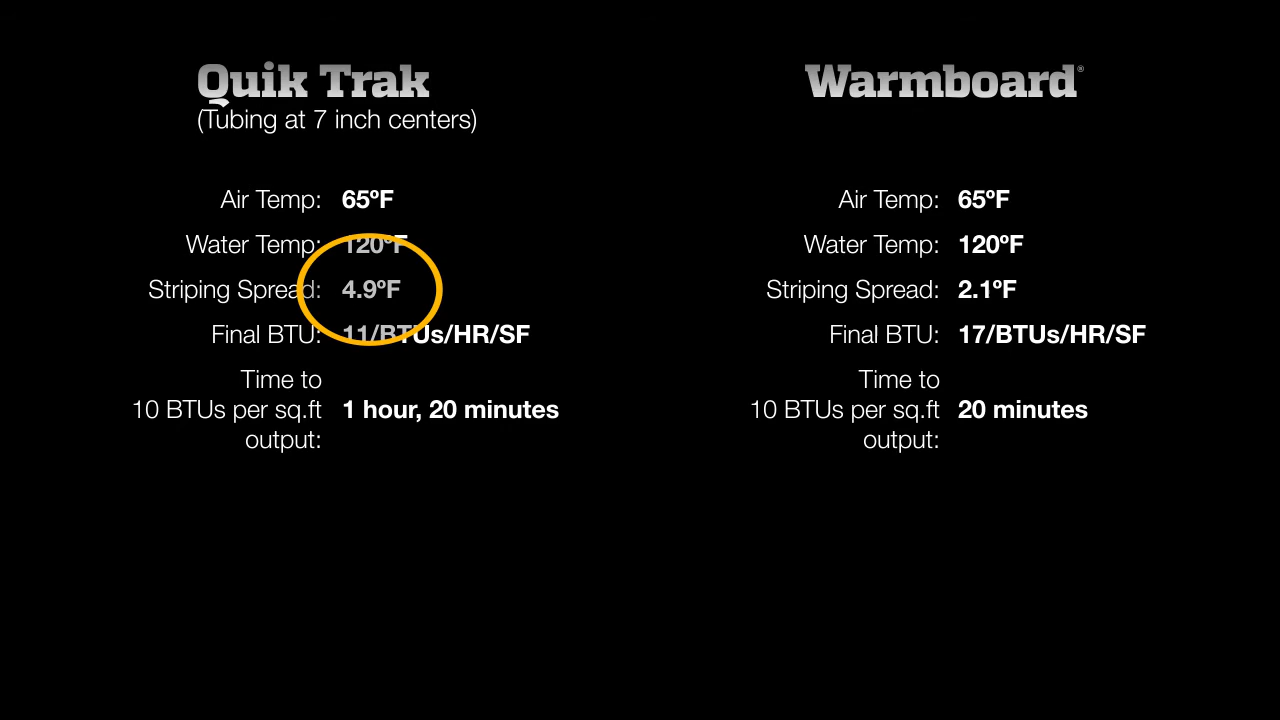 Quik Trak
(Tubing at 7 inch centers)
Air Temp: 65ºF
Water Temp: 120ºF
Striping Spread: 4.9ºF
Final BTU: 11/BTUs/HR/SF
Time to
10 BTUs per sq.ft 1 hour, 20 minutes
output:
Warmboard®
Air Temp: 65ºF
Water Temp: 120ºF
Striping Spread: 2.1ºF
Final BTU: 17/BTUs/HR/SF
Time to
10 BTUs per sq.ft 20 minutes
output: